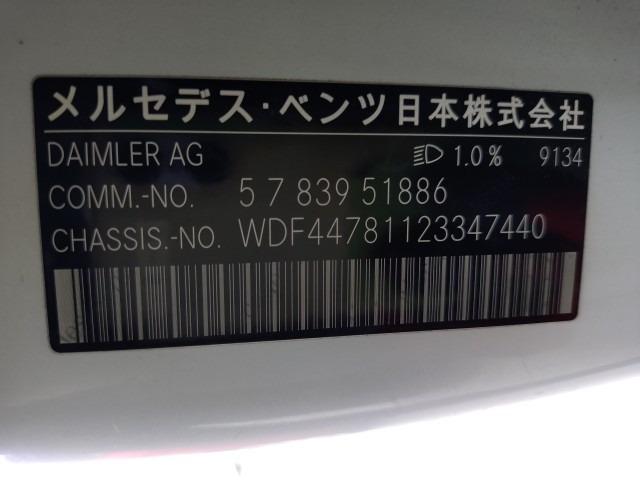 メルセデス・ベンツ日本株式会社
DAIMLER AG 1.0% 9134
COMM.-NO. 5 7 839 51886
CHASSIS.-NO. WDF44781123347440